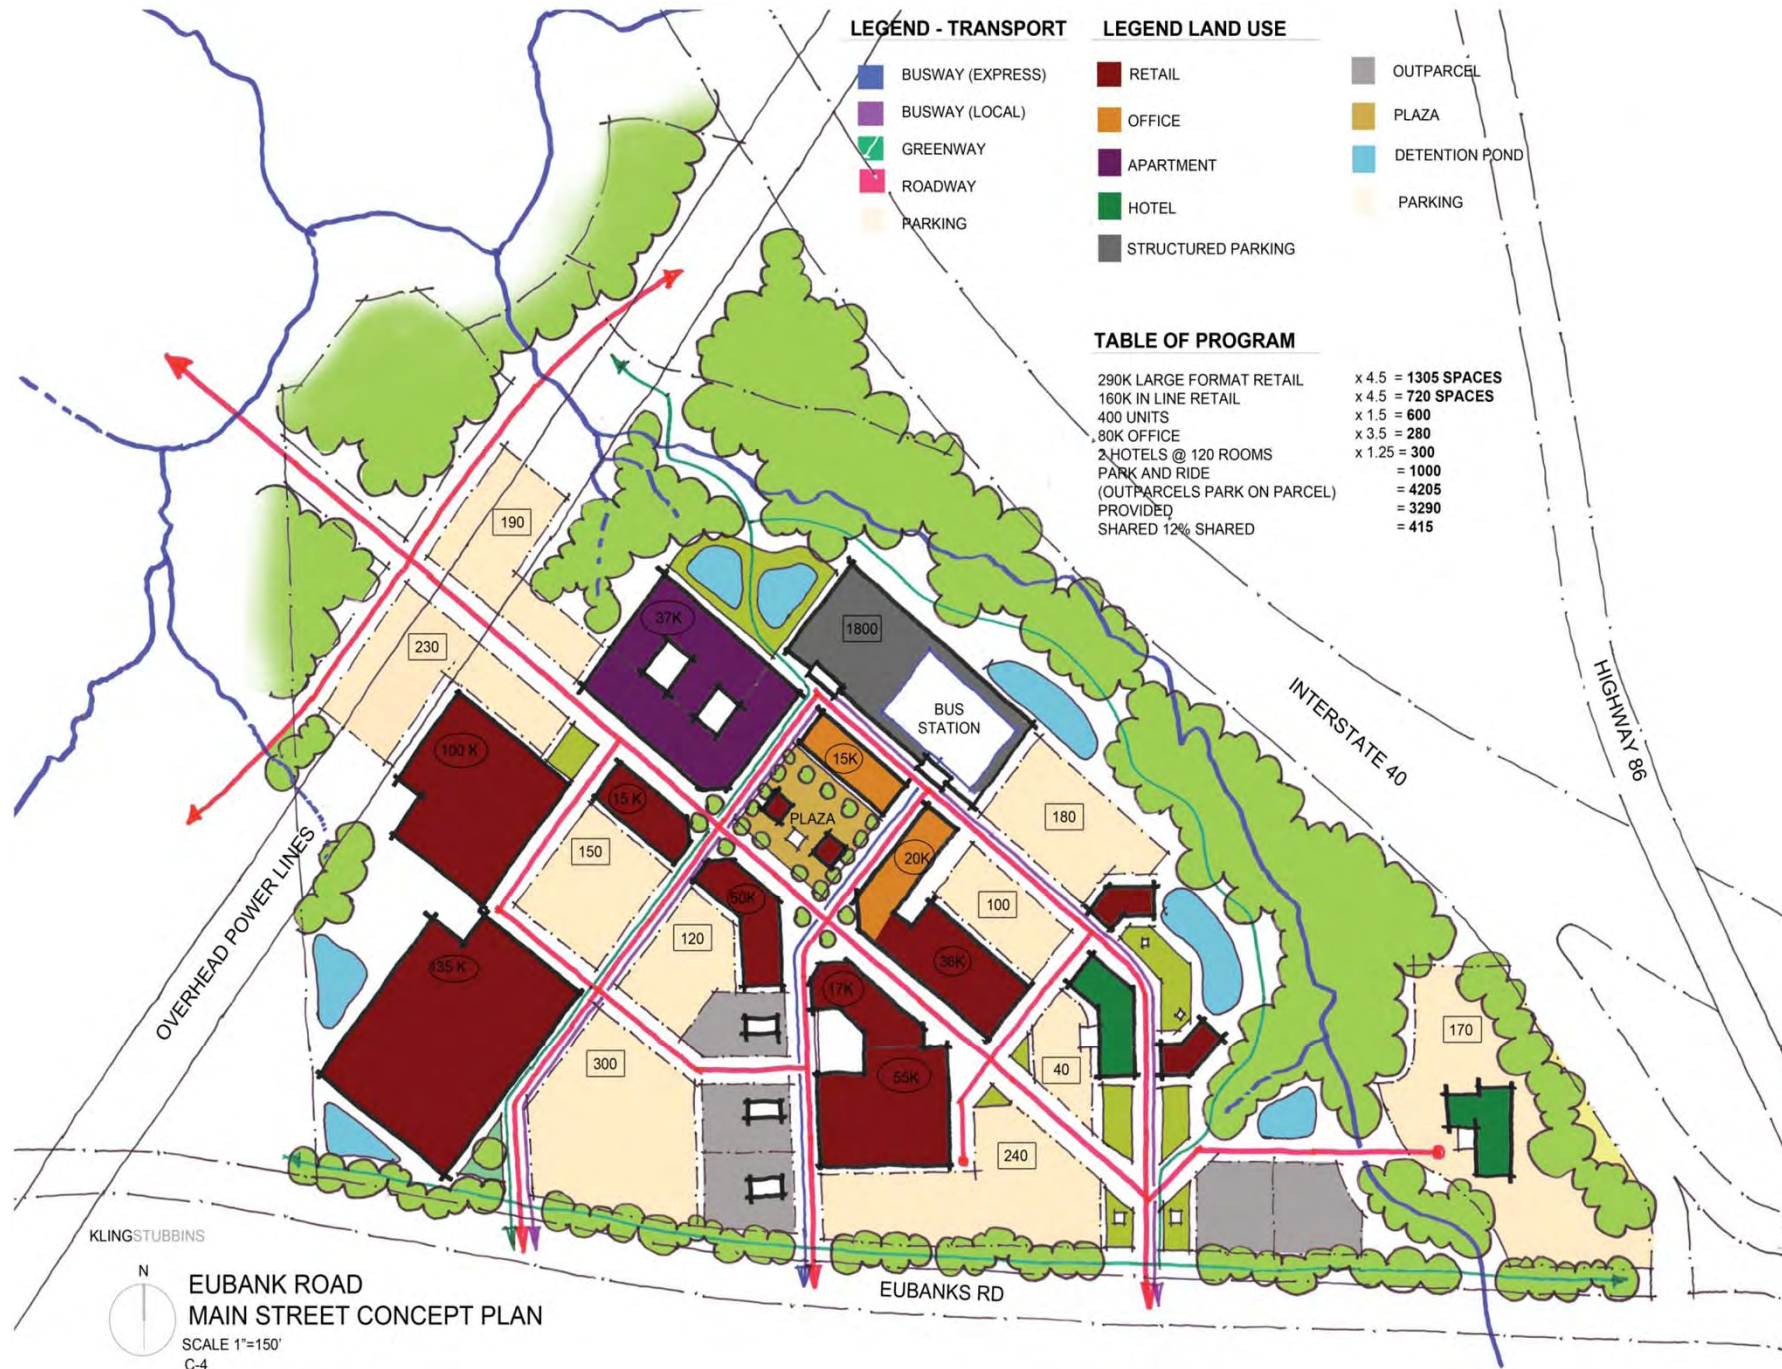 LEGEND - TRANSPORT
BUSWAY (EXPRESS)
BUSWAY (LOCAL)
GREENWAY
ROADWAY
PARKING
LEGEND LAND USE
RETAIL
OFFICE
APARTMENT
HOTEL
STRUCTURED PARKING
OUTPARCEL
PLAZA
DETENTION POND
PARKING
TABLE OF PROGRAM
290K LARGE FORMAT RETAIL x 4.5 = 1305 SPACES
160K IN LINE RETAIL x 4.5 = 720 SPACES
400 UNITS x 1.5 = 600
80K OFFICE x 3.5 = 280
2 HOTELS @ 120 ROOMS x 1.25 = 300
PARK AND RIDE = 1000
(OUTPARCELS PARK ON PARCEL) = 4205
PROVIDED = 3290
SHARED 12% SHARED = 415
190
230
37K
1800
BUS
STATION
INTERSTATE 40
HIGHWAY 86
100 K
15 K
15K
PLAZA
180
150
20K
50K
100
120
135 K
36K
17K
OVERHEAD POWER LINES
170
300
55K
40
240
EUBANKS RD
KLINGSTUBBINS
N
EUBANK ROAD
MAIN STREET CONCEPT PLAN
SCALE 1"=150'
C-4